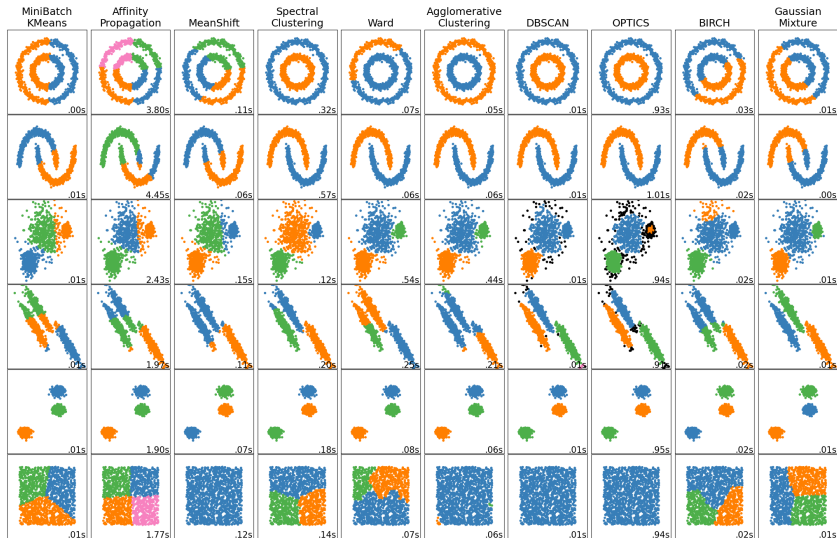 MiniBatch
KMeans
Affinity
Propagation
MeanShift
Spectral
Clustering
Ward
Agglomerative
Clustering
DBSCAN
OPTICS
BIRCH
Gaussian
Mixture
.00s 3.80s .11s .32s .07s .05s .01s .93s .03s .01s
.01s 4.45s .06s .57s .06s .06s .01s 1.01s .02s .00s
.01s 2.43s .15s .12s .54s .44s .01s .94s .02s .01s
.01s 1.97s .11s .20s .25s .21s .01s .02s .01s
.01s 1.90s .07s .18s .08s .06s .01s .95s .02s .01s
.01s 1.77s .12s .14s .07s .06s .01s .94s .02s .01s